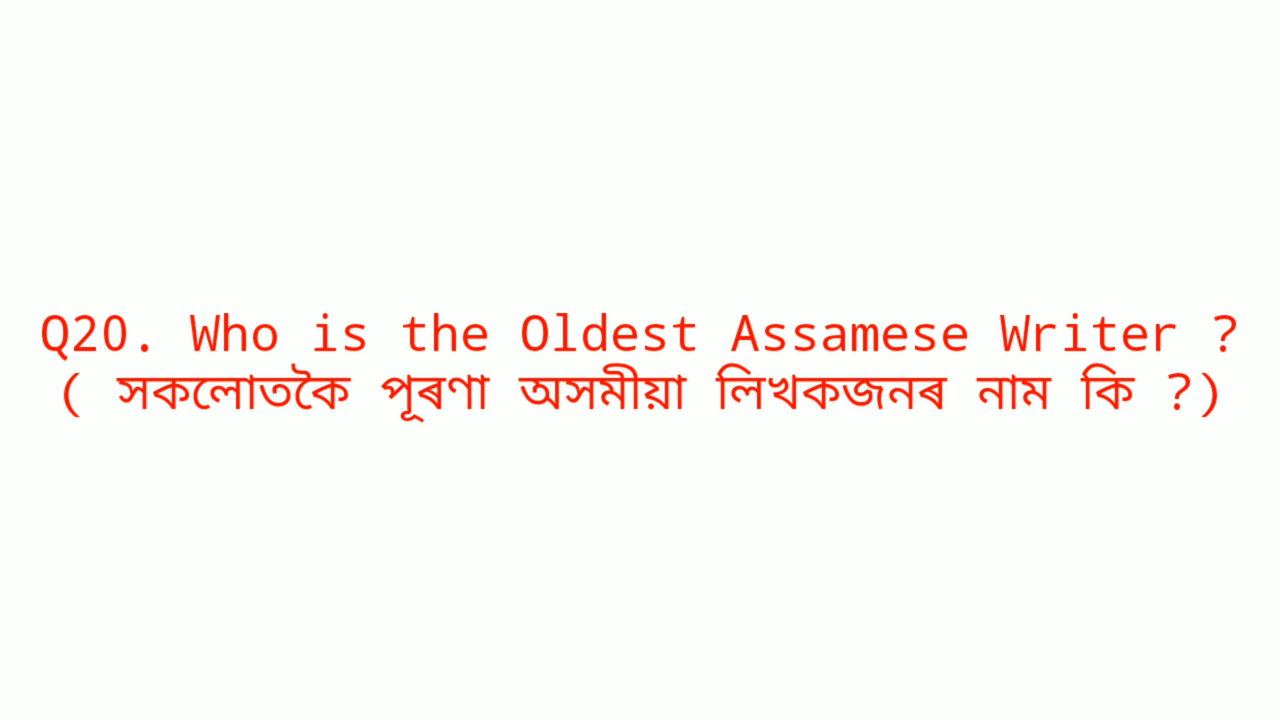 Q20. Who is the Oldest Assamese Writer ?
( সকলোতকৈ পূৰণা অসমীয়া লিখকজনৰ নাম কি ?)